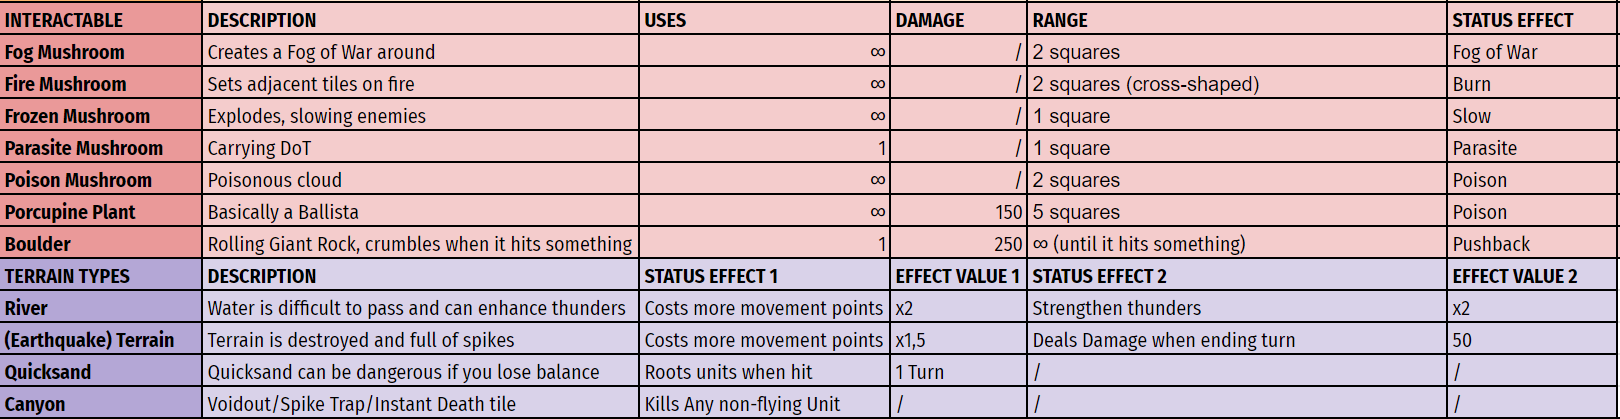 INTERACTABLE DESCRIPTION USES DAMAGE RANGE STATUS EFFECT
Fog Mushroom Creates a Fog of War around ∞ / 2 squares Fog of War
Fire Mushroom Sets adjacent tiles on fire ∞ / 2 squares (cross-shaped) Burn
Frozen Mushroom Explodes, slowing enemies ∞ / 1 square Slow
Parasite Mushroom Carrying DoT 1 / 1 square Parasite
Poison Mushroom Poisonous cloud ∞ / 2 squares Poison
Porcupine Plant Basically a Ballista ∞ 150 5 squares Poison
Boulder Rolling Giant Rock, crumbles when it hits something 1 250 ∞ (until it hits something) Pushback
TERRAIN TYPES DESCRIPTION STATUS EFFECT 1 EFFECT VALUE 1 STATUS EFFECT 2 EFFECT VALUE 2
River Water is difficult to pass and can enhance thunders Costs more movement points x2 Strengthen thunders x2
(Earthquake) Terrain Terrain is destroyed and full of spikes Costs more movement points x1,5 Deals Damage when ending turn 50
Quicksand Quicksand can be dangerous if you lose balance Roots units when hit 1 Turn / /
Canyon Voidout/Spike Trap/Instant Death tile Kills Any non-flying Unit / / /